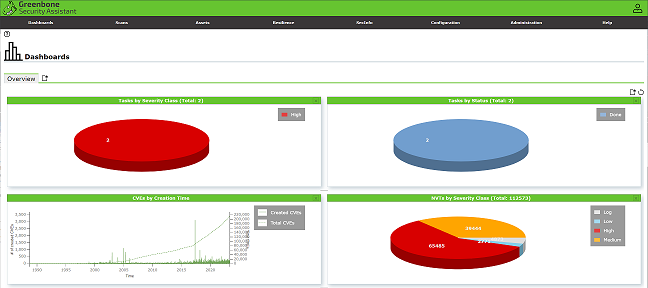 Greenbone
Security Assistant
Dashboards Scans Assets Resilience SecInfo Configuration Administration Help
Dashboards
Overview
Tasks by Severity Class (Total: 2)
High
2
Tasks by Status (Total: 2)
Done
2
CVEs by Creation Time
Created CVEs
Total CVEs
# of created CVEs
3,500
3,000
2,500
2,000
1,500
1,000
500
0
220,000
200,000
180,000
160,000
140,000
120,000
100,000
80,000
60,000
40,000
20,000
0
1990 1995 2000 2005 2010 2015 2020
Time
NVTs by Severity Class (Total: 112573)
Log
Low
High
Medium
65485